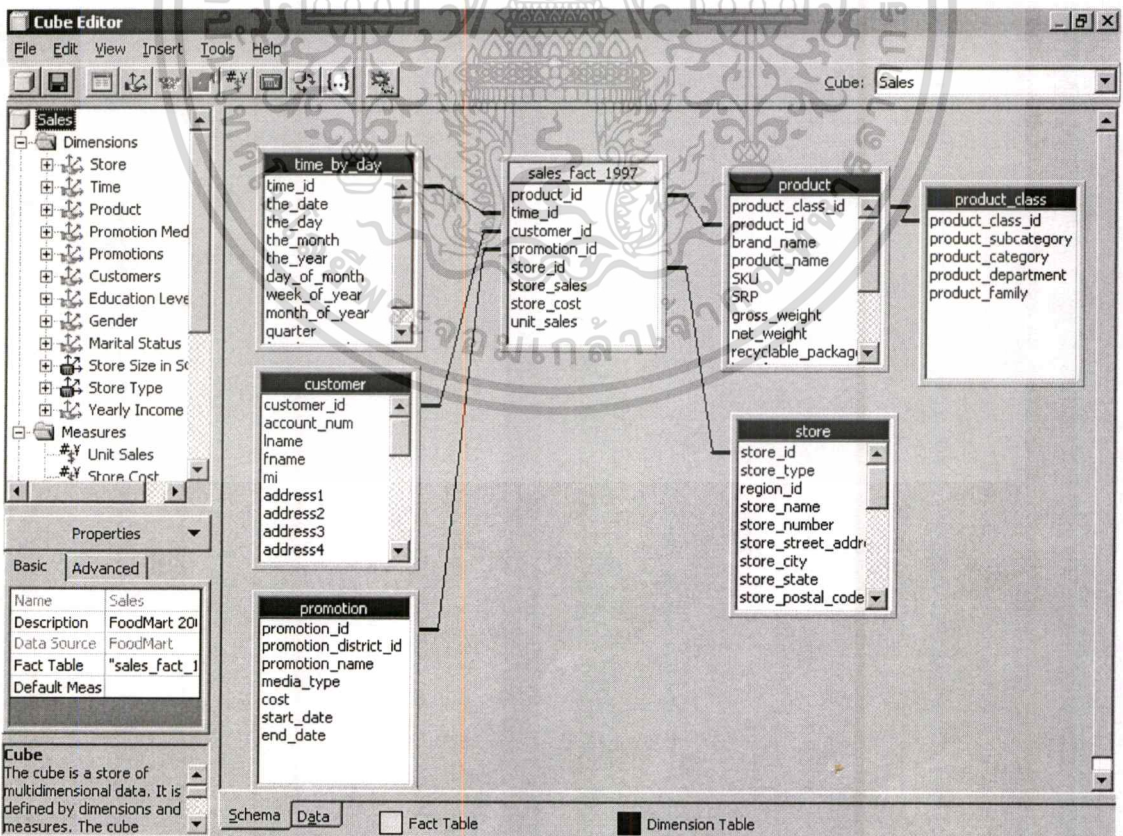 Cube Editor
File Edit View Insert Tools Help
Cube: Sales
Sales
Dimensions
Store
Time
Product
Promotion Med
Promotions
Customers
Education Leve
Gender
Marital Status
Store Size in S
Store Type
Yearly Income
Measures
Unit Sales
Store Cost
Properties
Basic Advanced
Name Sales
Description FoodMart 20
Data Source FoodMart
Fact Table "sales_fact_1
Default Meas
Cube
The cube is a store of
multidimensional data. It is
defined by dimensions and
measures. The cube
time_by_day
time_id
the_date
the_day
the_month
the_year
day_of_month
week_of_year
month_of_year
quarter
customer
customer_id
account_num
lname
fname
mi
address1
address2
address3
address4
promotion
promotion_id
promotion_district_id
promotion_name
media_type
cost
start_date
end_date
sales_fact_1997
product_id
time_id
customer_id
promotion_id
store_id
store_sales
store_cost
unit_sales
product
product_class_id
product_id
brand_name
product_name
SKU
SRP
gross_weight
net_weight
recyclable_packag
product_class
product_class_id
product_subcategory
product_category
product_department
product_family
store
store_id
store_type
region_id
store_name
store_number
store_street_addr
store_city
store_state
store_postal_code
Schema Data
Fact Table
Dimension Table